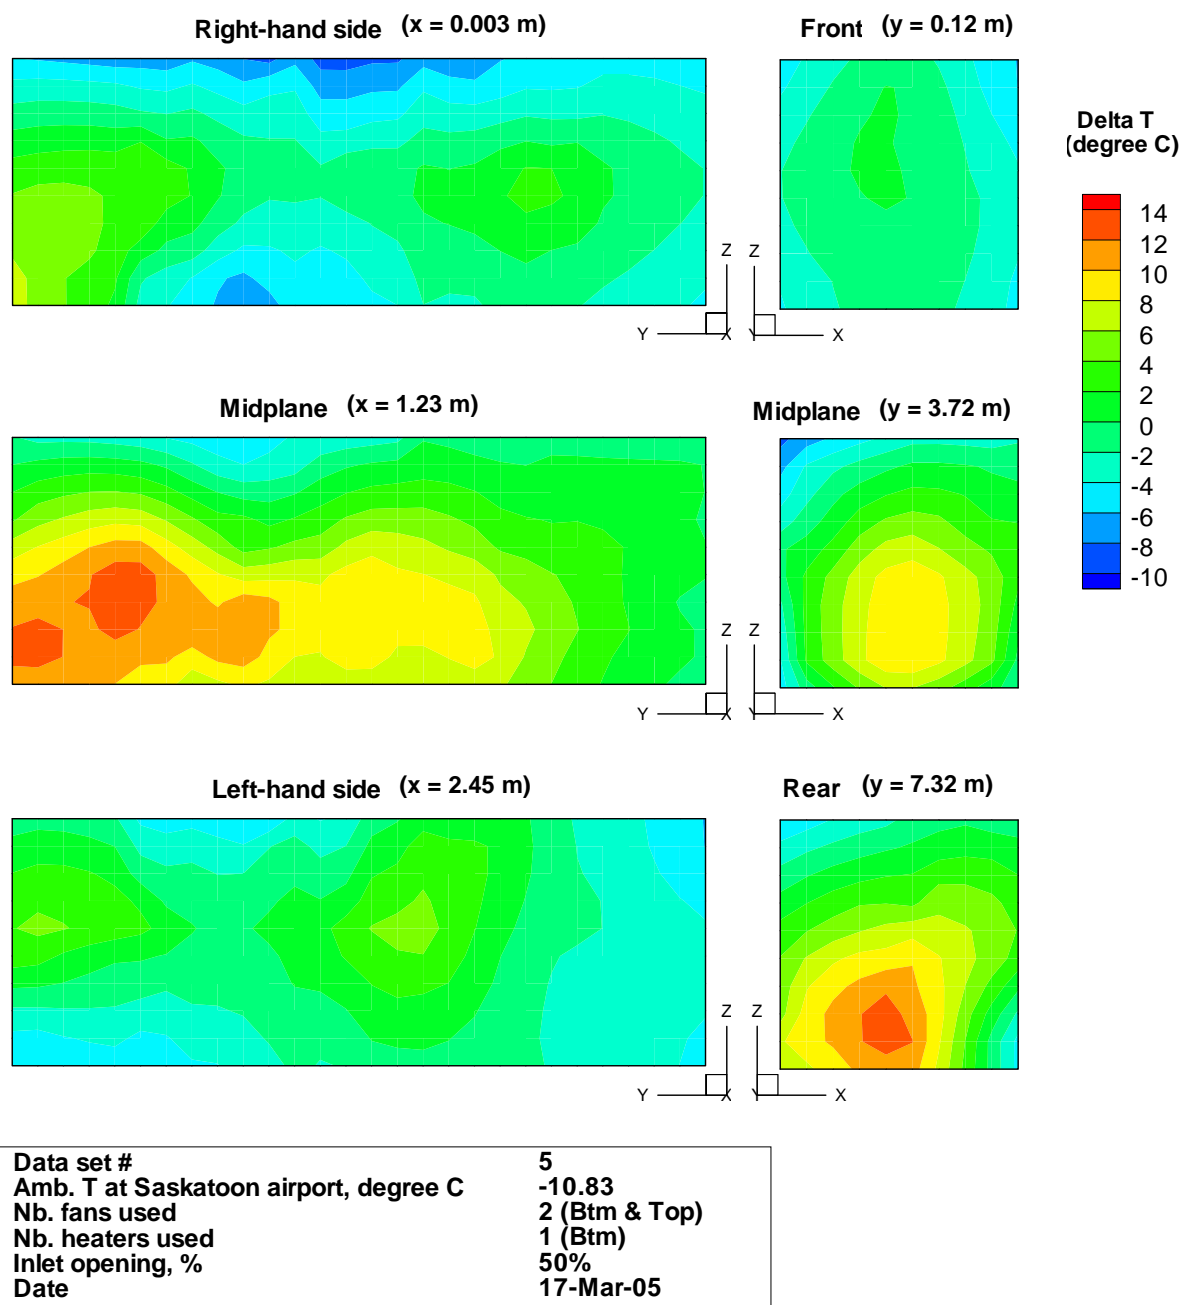 Right-hand side (x = 0.003 m)
Front (y = 0.12 m)
Delta T
(degree C)
14
12
10
8
6
4
2
0
-2
-4
-6
-8
-10
Z
Y
X
Z
Y
X
Midplane (x = 1.23 m)
Midplane (y = 3.72 m)
Z
Y
X
Z
Y
X
Left-hand side (x = 2.45 m)
Rear (y = 7.32 m)
Z
Y
X
Z
Y
X
Data set # 5
Amb. T at Saskatoon airport, degree C -10.83
Nb. fans used 2 (Btm & Top)
Nb. heaters used 1 (Btm)
Inlet opening, % 50%
Date 17-Mar-05